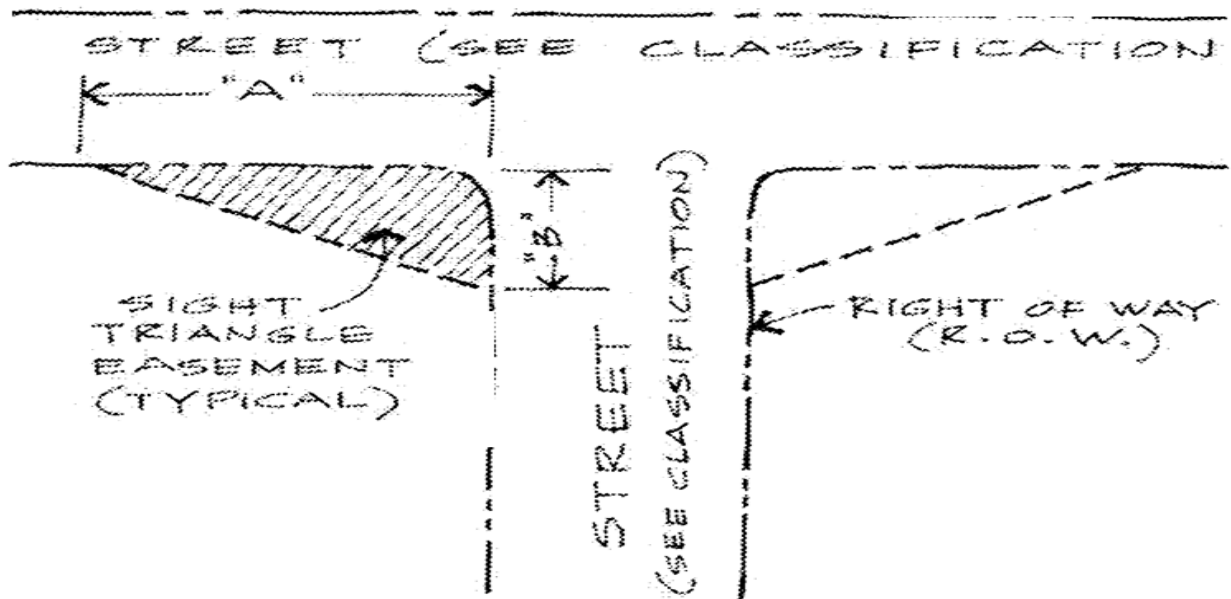 STREET (SEE CLASSIFICATION
"A"
"B"
SIGHT
TRIANGLE
EASEMENT
(TYPICAL)
STREET
(SEE CLASSIFICATION)
RIGHT OF WAY
(R.O.W.)